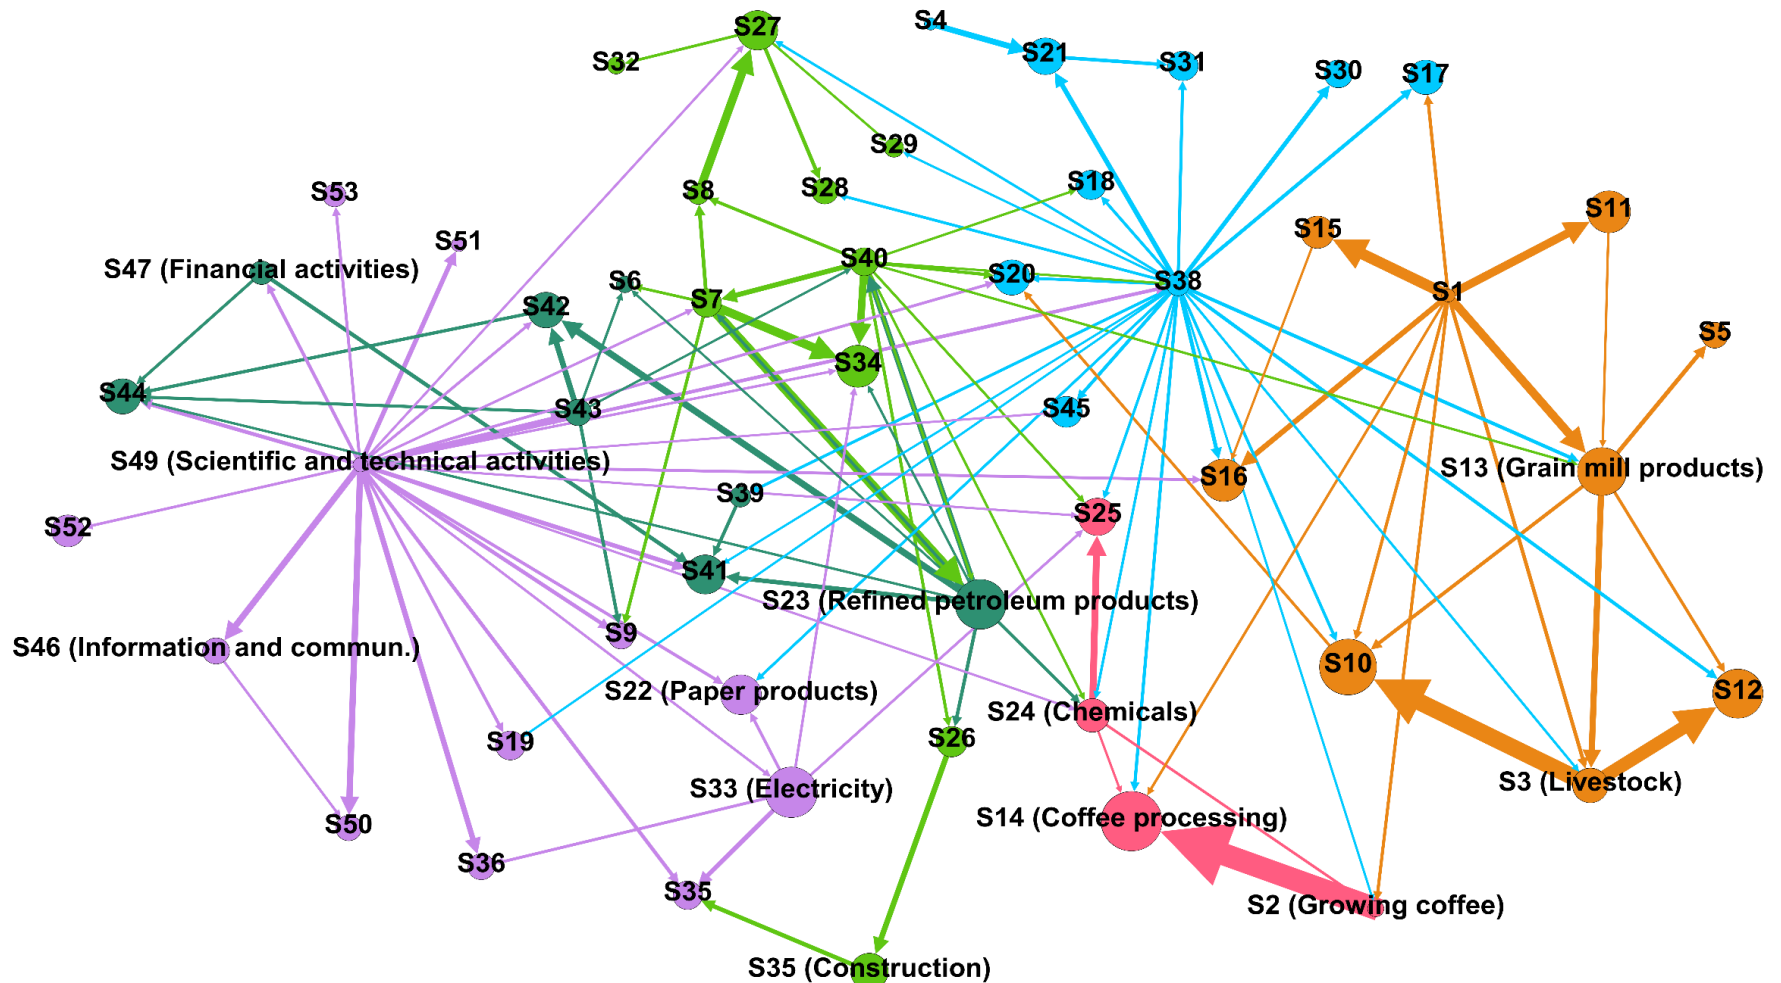 S4
S27
S21
S32
S31
S30
S17
S29
S18
S8
S28
S53
S11
S15
S51
S40
S47 (Financial activities)
S20
S6
S38
S1
S7
S42
S5
S34
S44
S43
S45
S49 (Scientific and technical activities)
S13 (Grain mill products)
S16
S39
S25
S52
S41
S23 (Refined petroleum products)
S9
S46 (Information and commun.)
S10
S22 (Paper products)
S12
S24 (Chemicals)
S19
S26
S3 (Livestock)
S33 (Electricity)
S14 (Coffee processing)
S50
S36
S35
S2 (Growing coffee)
S35 (Construction)